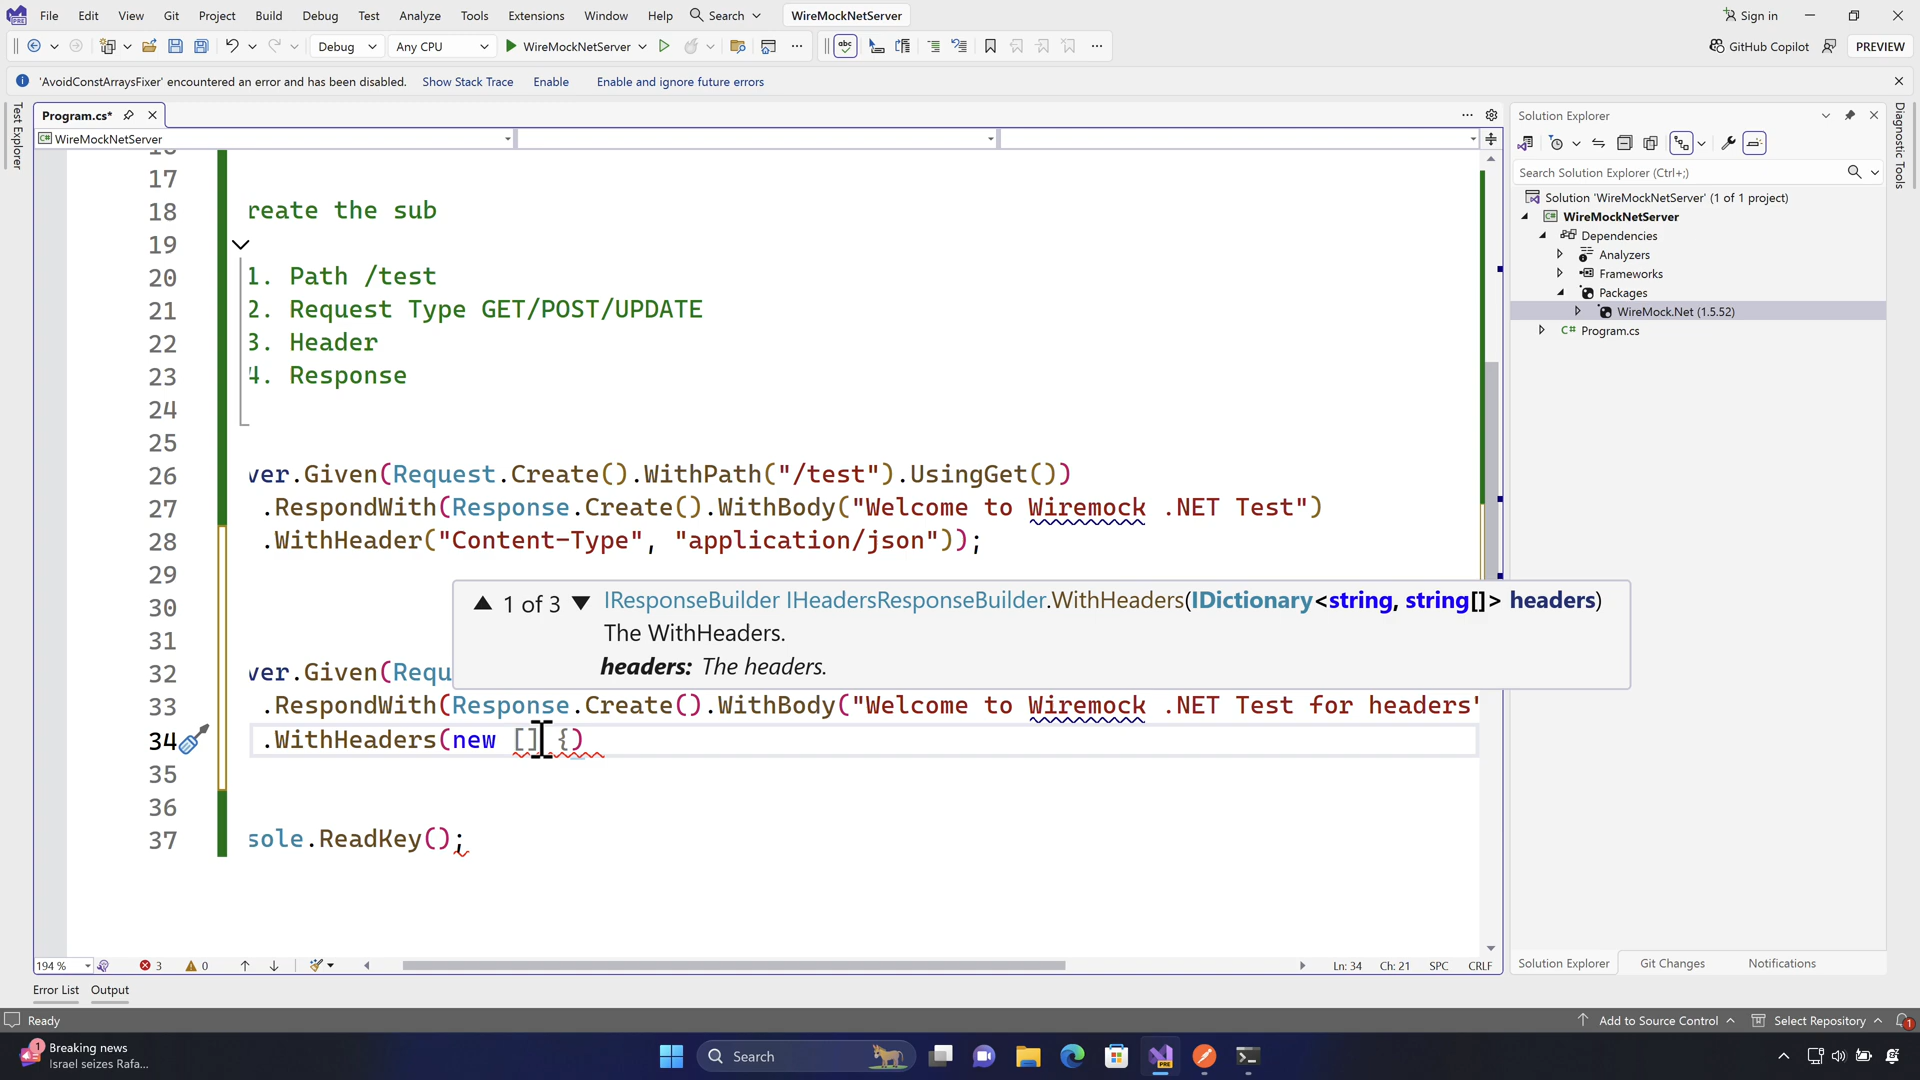 File Edit View Git Project Build Debug Test Analyze Tools Extensions Window Help Search WireMockNetServer Sign in
Debug Any CPU WireMockNetServer abc GitHub Copilot PREVIEW
'AvoidConstArraysFixer' encountered an error and has been disabled. Show Stack Trace Enable Enable and ignore future errors
Test Explorer
Program.cs*
WireMockNetServer
17
18 reate the sub
19
20 1. Path /test
21 2. Request Type GET/POST/UPDATE
22 3. Header
23 4. Response
24
25
26 ver.Given(Request.Create().WithPath("/test").UsingGet())
27 .RespondWith(Response.Create().WithBody("Welcome to Wiremock .NET Test")
28 .WithHeader("Content-Type", "application/json"));
29
30
31
32 ver.Given(Requ
33 .RespondWith(Response.Create().WithBody("Welcome to Wiremock .NET Test for headers"
34 .WithHeaders(new [] {)
35
36
37 sole.ReadKey();
1 of 3 IResponseBuilder IHeadersResponseBuilder.WithHeaders(IDictionary<string, string[]> headers)
The WithHeaders.
headers: The headers.
194 % 3 0 Ln: 34 Ch: 21 SPC CRLF
Solution Explorer
Search Solution Explorer (Ctrl+;)
Solution 'WireMockNetServer' (1 of 1 project)
WireMockNetServer
Dependencies
Analyzers
Frameworks
Packages
WireMock.Net (1.5.52)
C# Program.cs
Solution Explorer Git Changes Notifications
Diagnostic Tools
Error List Output
Ready Add to Source Control Select Repository 1
1 Breaking news
Israel seizes Rafa...
Search
PRE